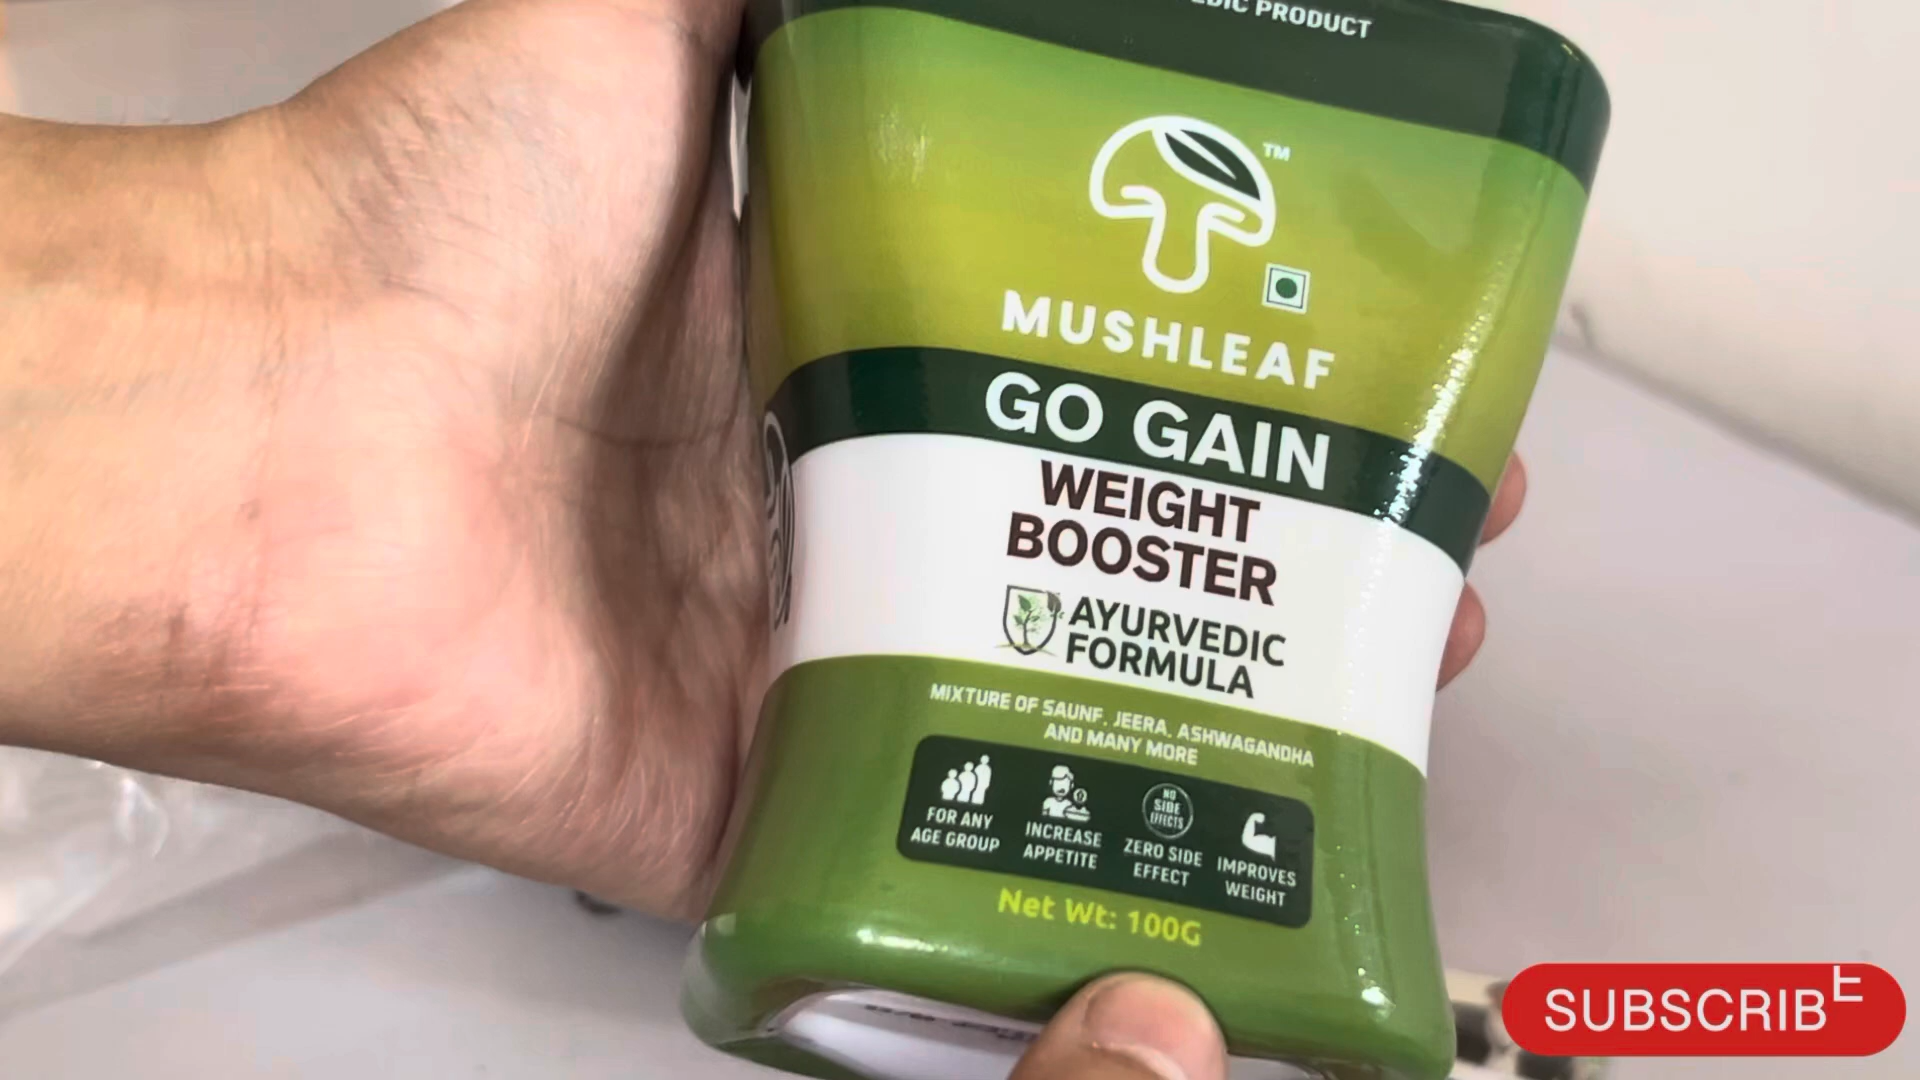 PRODUCT
TM
MUSHLEAF
GO GAIN
WEIGHT
BOOSTER
AYURVEDIC
FORMULA
MIXTURE OF SAUNF, JEERA, ASHWAGANDHA
AND MANY MORE
FOR ANY
AGE GROUP
INCREASE
APPETITE
NO
SIDE
EFFECTS
ZERO SIDE
EFFECT
IMPROVES
WEIGHT
Net Wt: 100G
SUBSCRIBE